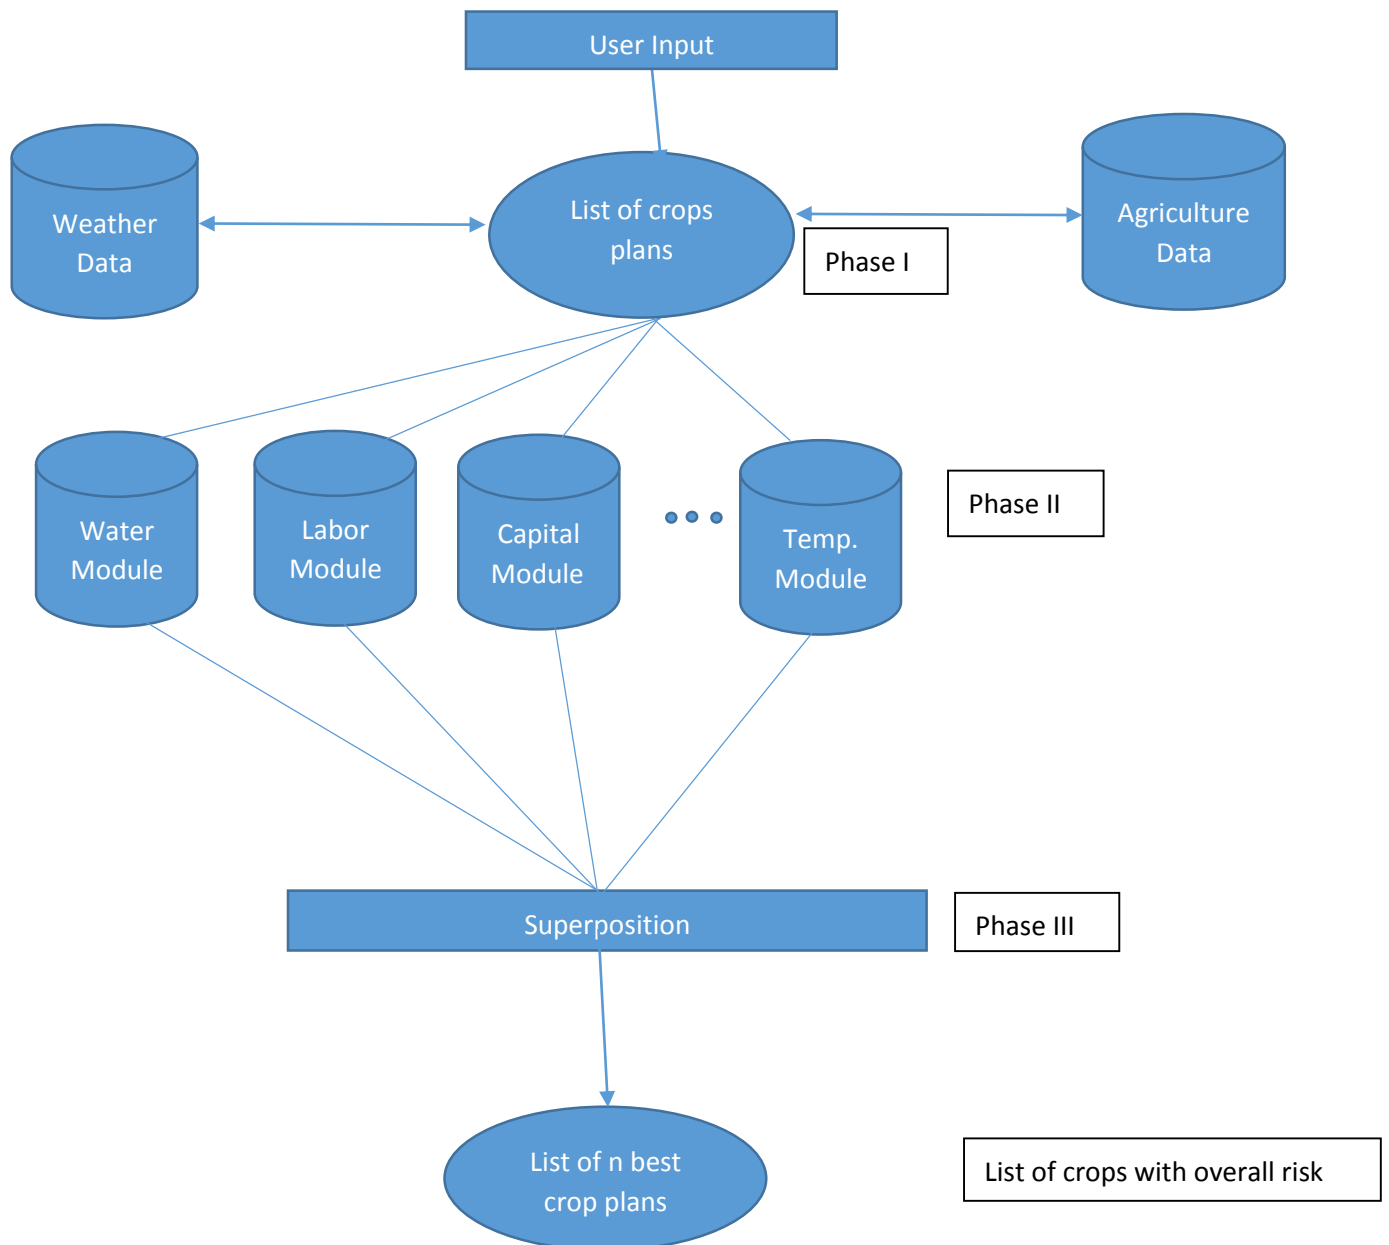 User Input
Weather
Data
List of crops
plans
Agriculture
Data
Phase I
Water
Module
Labor
Module
Capital
Module
Temp.
Module
Phase II
Superposition
Phase III
List of n best
crop plans
List of crops with overall risk